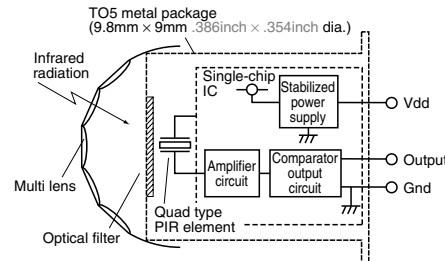 TO5 metal package
(9.8mm × 9mm .386inch × .354inch dia.)
Infrared
radiation
Single-chip
IC
Stabilized
power
supply
Vdd
Amplifier
circuit
Comparator
output
circuit
Output
Gnd
Multi lens
Quad type
PIR element
Optical filter